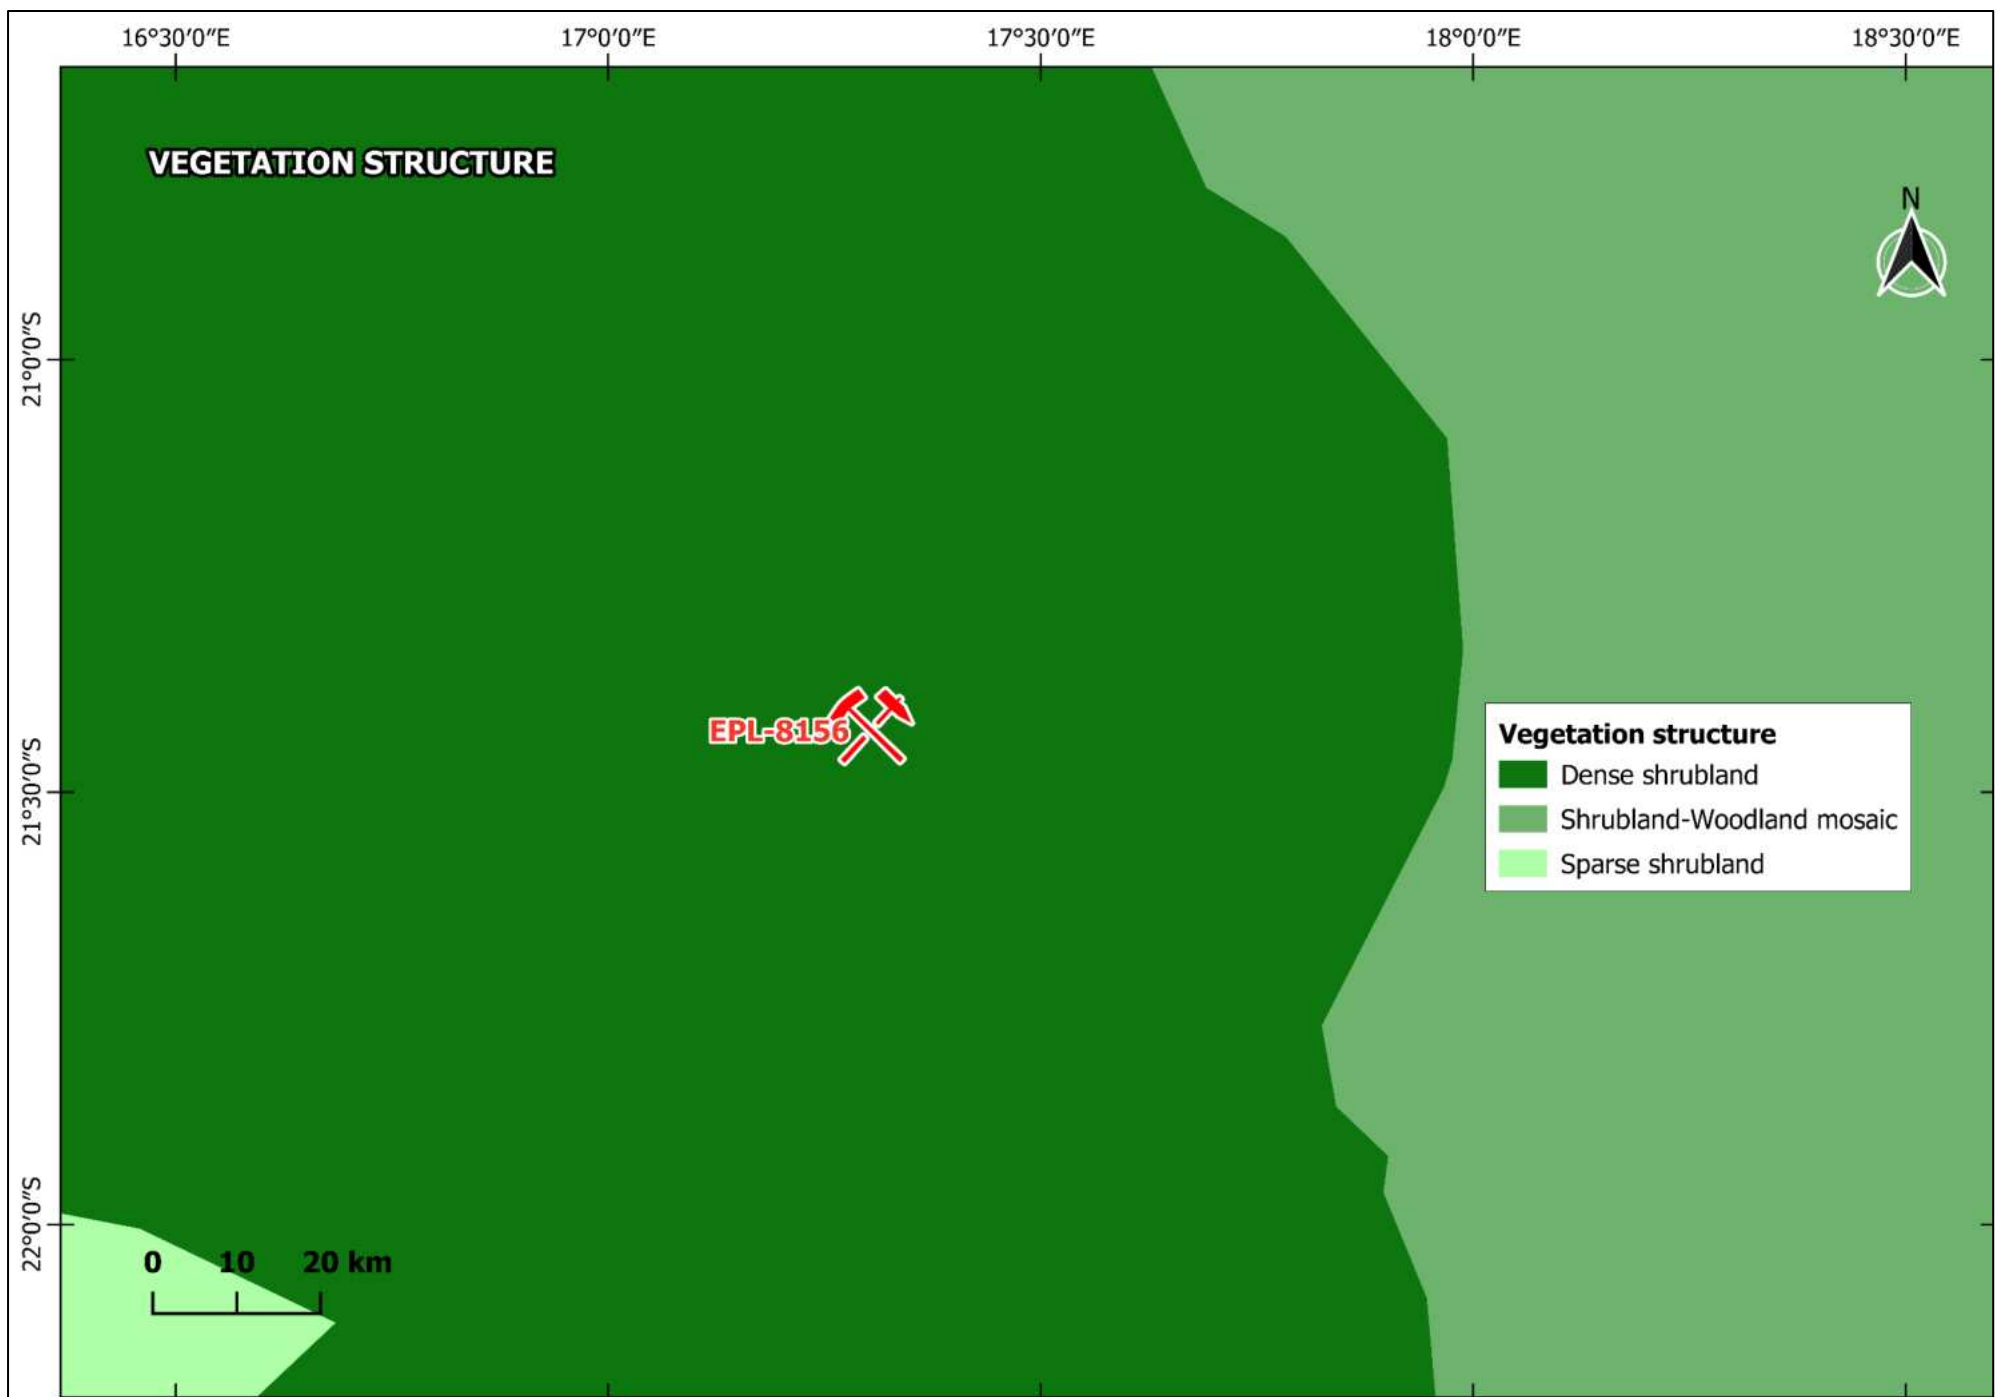 16°30′0″E 17°0′0″E 17°30′0″E 18°0′0″E 18°30′0″E
VEGETATION STRUCTURE
N
21°0′0″S
EPL-8156
21°30′0″S
Vegetation structure
Dense shrubland
Shrubland-Woodland mosaic
Sparse shrubland
22°0′0″S
0 10 20 km